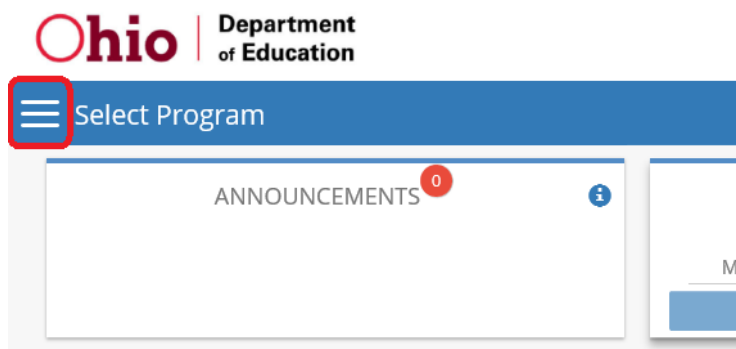 Ohio
Department
of Education
Select Program
ANNOUNCEMENTS
0
i
M